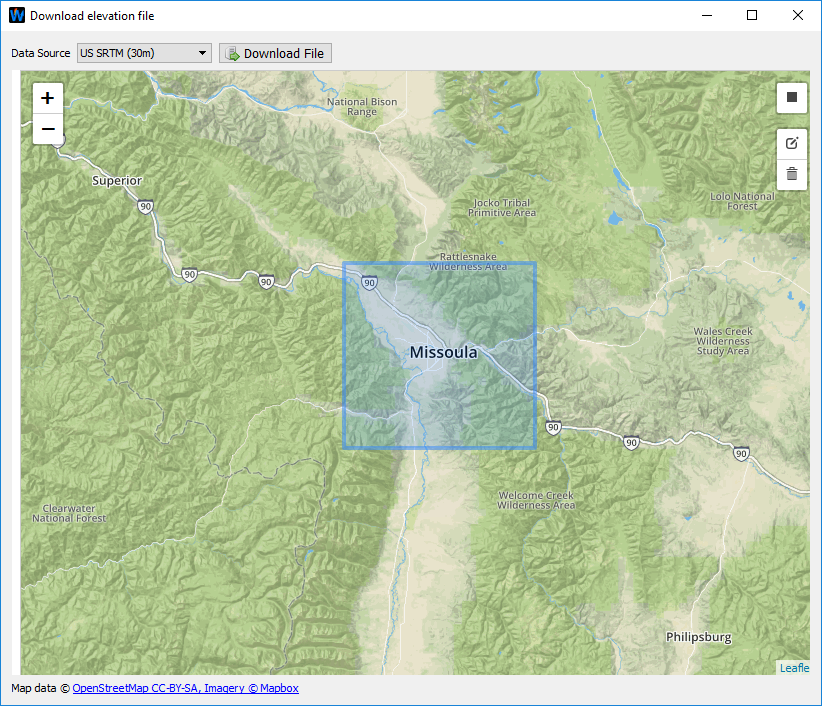 Download elevation file
Data Source US SRTM (30m) Download File
+
−
National Bison
Range
Superior
90
Jocko Tribal
Primitive Area
Lolo National
Forest
Rattlesnake
Wilderness Area
90
90
90
Missoula
Wales Creek
Wilderness
Study Area
90
90
90
Clearwater
National Forest
Welcome Creek
Wilderness Area
Philipsburg
Leafle
Map data © OpenStreetMap CC-BY-SA, Imagery © Mapbox